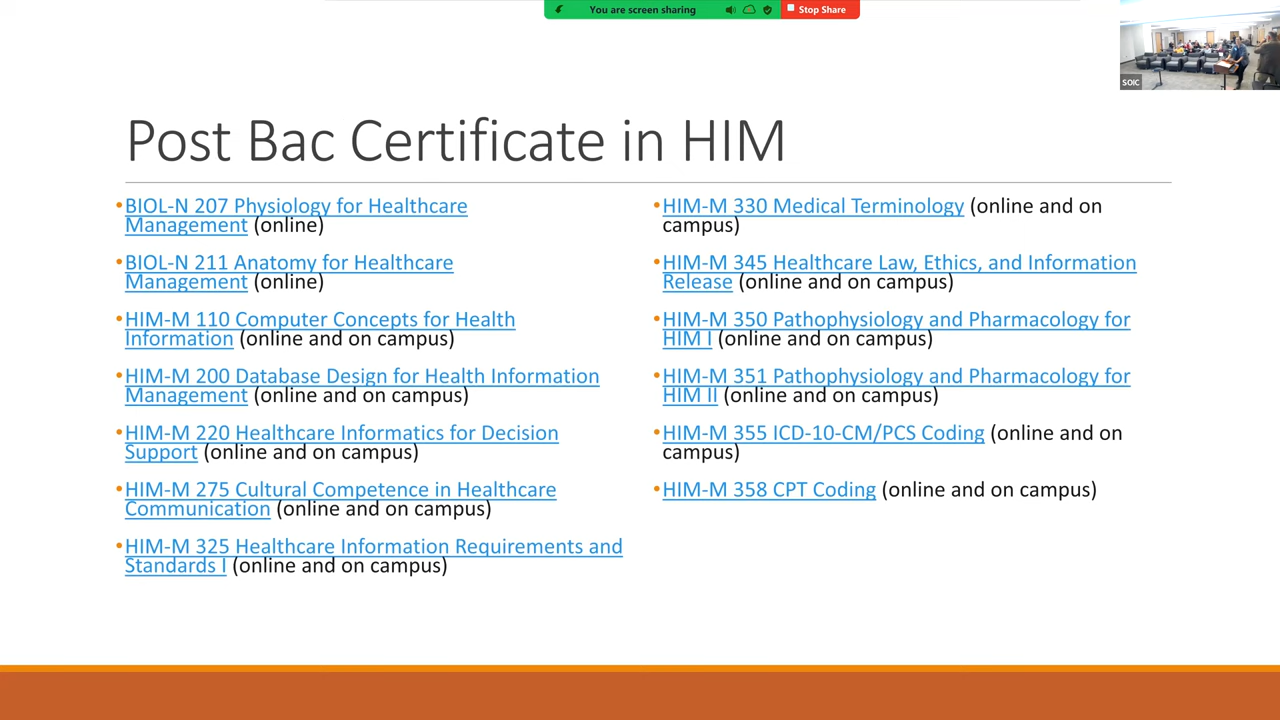 You are screen sharing
Stop Share
SOIC
Post Bac Certificate in HIM
•BIOL-N 207 Physiology for Healthcare
Management (online)
•BIOL-N 211 Anatomy for Healthcare
Management (online)
•HIM-M 110 Computer Concepts for Health
Information (online and on campus)
•HIM-M 200 Database Design for Health Information
Management (online and on campus)
•HIM-M 220 Healthcare Informatics for Decision
Support (online and on campus)
•HIM-M 275 Cultural Competence in Healthcare
Communication (online and on campus)
•HIM-M 325 Healthcare Information Requirements and
Standards I (online and on campus)
•HIM-M 330 Medical Terminology (online and on
campus)
•HIM-M 345 Healthcare Law, Ethics, and Information
Release (online and on campus)
•HIM-M 350 Pathophysiology and Pharmacology for
HIM I (online and on campus)
•HIM-M 351 Pathophysiology and Pharmacology for
HIM II (online and on campus)
•HIM-M 355 ICD-10-CM/PCS Coding (online and on
campus)
•HIM-M 358 CPT Coding (online and on campus)